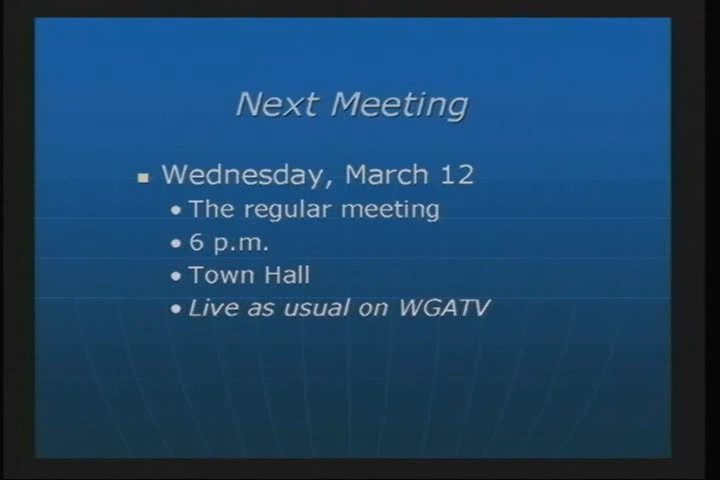 Next Meeting
Wednesday, March 12
The regular meeting
6 p.m.
Town Hall
Live as usual on WGATV